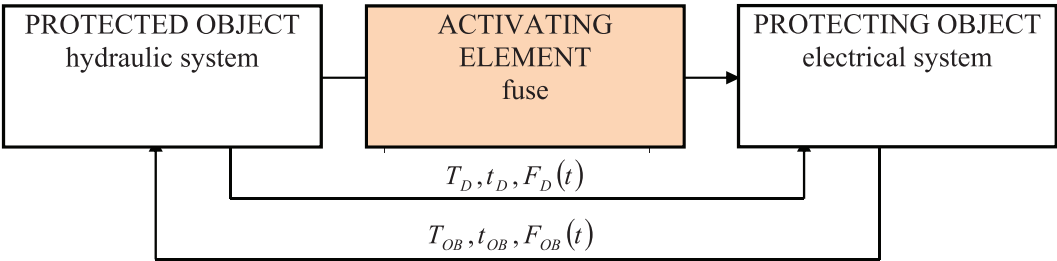 PROTECTED OBJECT
hydraulic system
ACTIVATING
ELEMENT
fuse
PROTECTING OBJECT
electrical system
T_D, t_D, F_D(t)
T_OB, t_OB, F_OB(t)